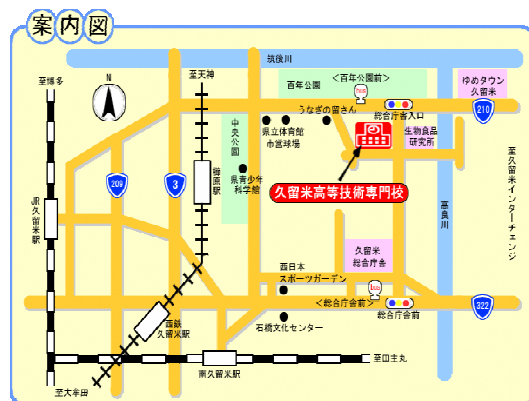 案内図
筑後川
至博多
N
至天神
百年公園
<百年公園前>
bus
ゆめタウン
久留米
210
うなぎの留さん
総合庁舎入口
中央公園
県立体育館
市営球場
生物食品
研究所
櫛原駅
県青少年
科学館
久留米高等技術専門校
209
3
高良川
至久留米インターチェンジ
JR久留米駅
久留米
総合庁舎
西日本
スポーツガーデン
<総合庁舎前>
bus
総合庁舎前
322
西鉄
久留米駅
石橋文化センター
南久留米駅
至田主丸
至大牟田